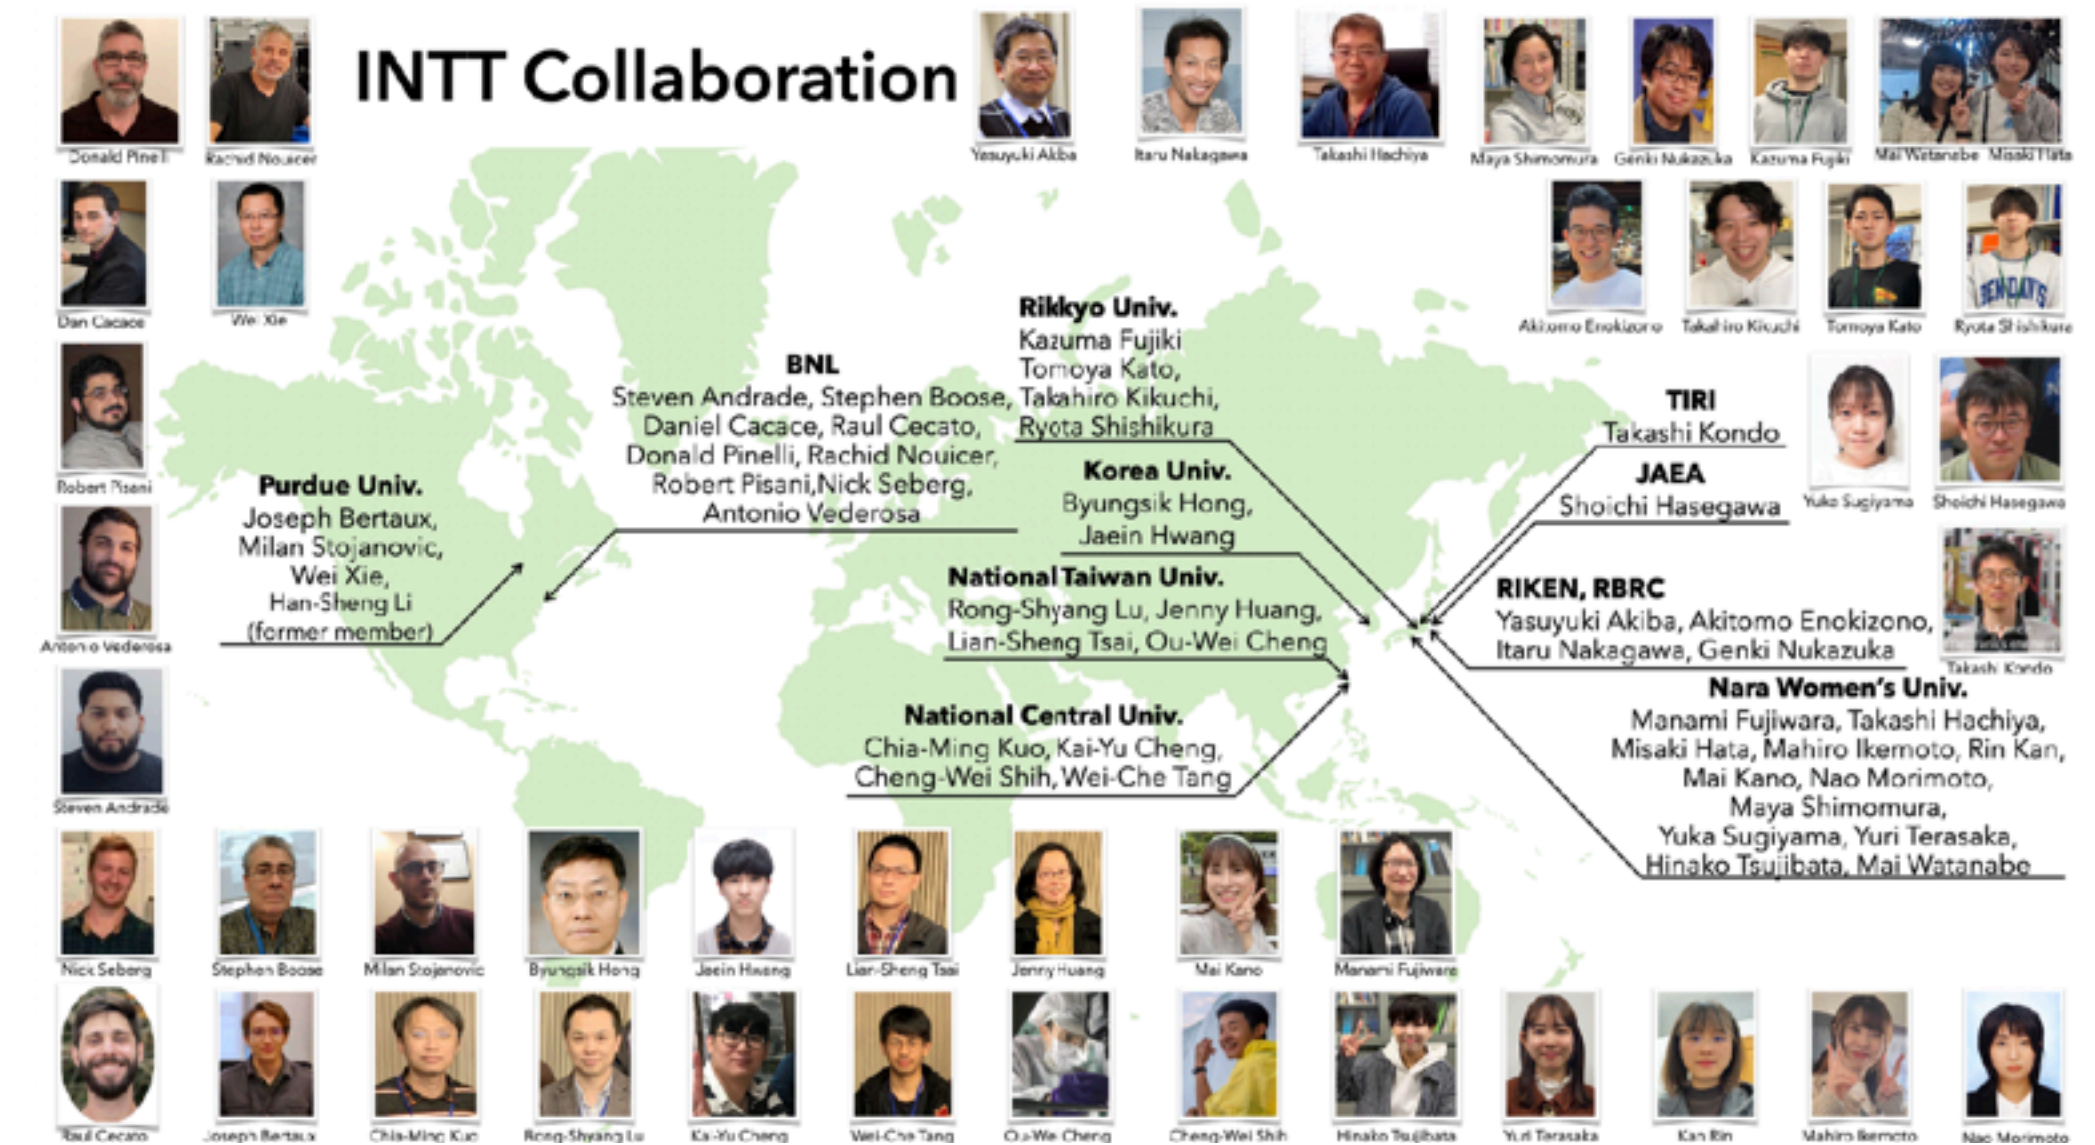 INTT Collaboration
Donald Pinelli
Rachid Nouicer
Yasuyuki Akiba
Itaru Nakagawa
Takashi Hachiya
Maya Shimomura
Genki Nukazuka
Kazuma Fujiki
Mai Watanabe
Misaki Hata
Dan Cacace
Wei Xie
Akitomo Enokizono
Takahiro Kikuchi
Tomoya Kato
Ryota Shishikura
BEN DAVIS
Robert Pisani
Yuka Sugiyama
Shoichi Hasegawa
Antonio Vederosa
Takashi Kondo
Steven Andrade
Purdue Univ.
Joseph Bertaux,
Milan Stojanovic,
Wei Xie,
Han-Sheng Li
(former member)
BNL
Steven Andrade, Stephen Boose,
Daniel Cacace, Raul Cecato,
Donald Pinelli, Rachid Nouicer,
Robert Pisani,Nick Seberg,
Antonio Vederosa
Rikkyo Univ.
Kazuma Fujiki
Tomoya Kato,
Takahiro Kikuchi,
Ryota Shishikura
Korea Univ.
Byungsik Hong,
Jaein Hwang
National Taiwan Univ.
Rong-Shyang Lu, Jenny Huang,
Lian-Sheng Tsai, Ou-Wei Cheng
National Central Univ.
Chia-Ming Kuo, Kai-Yu Cheng,
Cheng-Wei Shih, Wei-Che Tang
TIRI
Takashi Kondo
JAEA
Shoichi Hasegawa
RIKEN, RBRC
Yasuyuki Akiba, Akitomo Enokizono,
Itaru Nakagawa, Genki Nukazuka
Nara Women's Univ.
Manami Fujiwara, Takashi Hachiya,
Misaki Hata, Mahiro Ikemoto, Rin Kan,
Mai Kano, Nao Morimoto,
Maya Shimomura,
Yuka Sugiyama, Yuri Terasaka,
Hinako Tsujibata, Mai Watanabe
Nick Seberg
Stephen Boose
Milan Stojanovic
Byungsik Hong
Jaein Hwang
Lian-Sheng Tsai
Jenny Huang
Mai Kano
Manami Fujiwara
Raul Cecato
Joseph Bertaux
Chia-Ming Kuo
Rong-Shyang Lu
Kai-Yu Cheng
Wei-Che Tang
Ou-Wei Cheng
Cheng-Wei Shih
Hinako Tsujibata
Yuri Terasaka
Kan Rin
Mahiro Ikemoto
Nao Morimoto